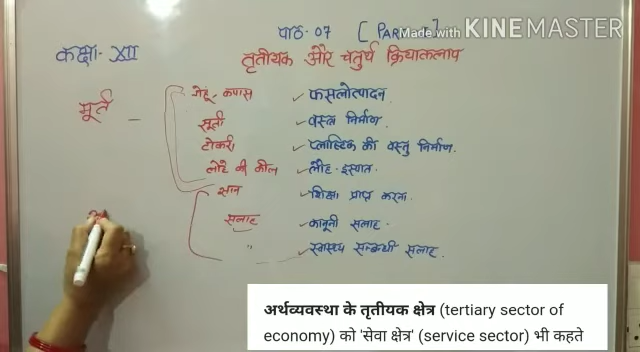 Made with KINEMASTER
पाठ-07 [PART
कक्षा-XII
तृतीयक और चतुर्थ क्रियाकलाप
गेहू, कपास ✓ फसलोत्पादन
मूर्त -
सूती ✓ वस्त्र निर्माण
टोकरी ✓ प्लास्टिक की वस्तु निर्माण.
लोहे की कील ✓ लौह-इस्पात
ज्ञान ✓ शिक्षा प्राप्त करना.
सलाह ✓ कानूनी सलाह
" ✓ स्वास्थ्य सम्बन्धी सलाह.
अर्थव्यवस्था के तृतीयक क्षेत्र (tertiary sector of
economy) को 'सेवा क्षेत्र' (service sector) भी कहते